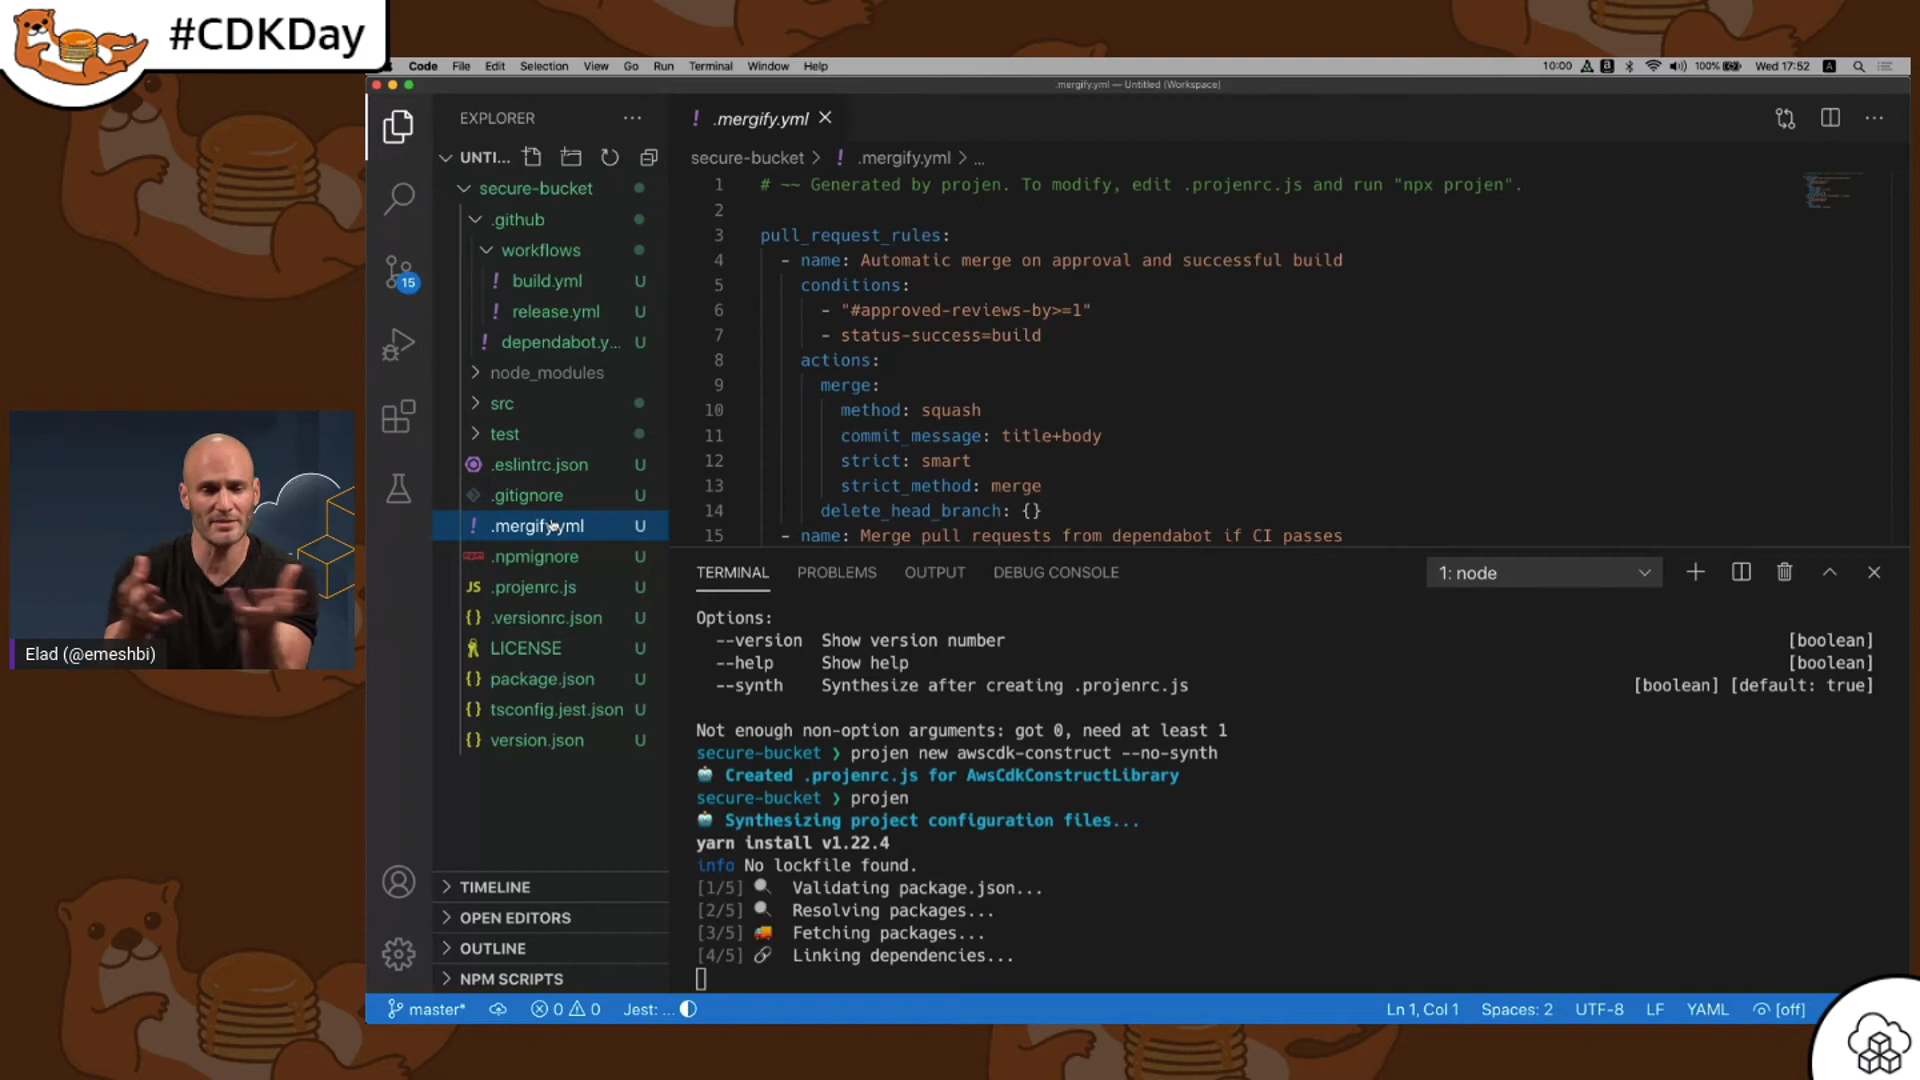 #CDKDay
Code File Edit Selection View Go Run Terminal Window Help
10:00 100% Wed 17:52 A
.mergify.yml — Untitled (Workspace)
EXPLORER
UNTI...
secure-bucket
.github
workflows
build.yml U
release.yml U
dependabot.y... U
node_modules
src
test
.eslintrc.json U
.gitignore U
.mergify.yml U
.npmignore U
JS .projenrc.js U
{} .versionrc.json U
LICENSE U
{} package.json U
{} tsconfig.jest.json U
{} version.json U
TIMELINE
OPEN EDITORS
OUTLINE
NPM SCRIPTS
15
! .mergify.yml
secure-bucket > ! .mergify.yml > ...
1 # ~~ Generated by projen. To modify, edit .projenrc.js and run "npx projen".
2
3 pull_request_rules:
4 - name: Automatic merge on approval and successful build
5 conditions:
6 - "#approved-reviews-by>=1"
7 - status-success=build
8 actions:
9 merge:
10 method: squash
11 commit_message: title+body
12 strict: smart
13 strict_method: merge
14 delete_head_branch: {}
15 - name: Merge pull requests from dependabot if CI passes
TERMINAL PROBLEMS OUTPUT DEBUG CONSOLE 1: node
Options:
--version Show version number [boolean]
--help Show help [boolean]
--synth Synthesize after creating .projenrc.js [boolean] [default: true]
Not enough non-option arguments: got 0, need at least 1
secure-bucket ❯ projen new awscdk-construct --no-synth
🤖 Created .projenrc.js for AwsCdkConstructLibrary
secure-bucket ❯ projen
🤖 Synthesizing project configuration files...
yarn install v1.22.4
info No lockfile found.
[1/5] 🔍 Validating package.json...
[2/5] 🔍 Resolving packages...
[3/5] 🚚 Fetching packages...
[4/5] 🔗 Linking dependencies...
master* 0 0 Jest: ... Ln 1, Col 1 Spaces: 2 UTF-8 LF YAML [off]
Elad (@emeshbi)